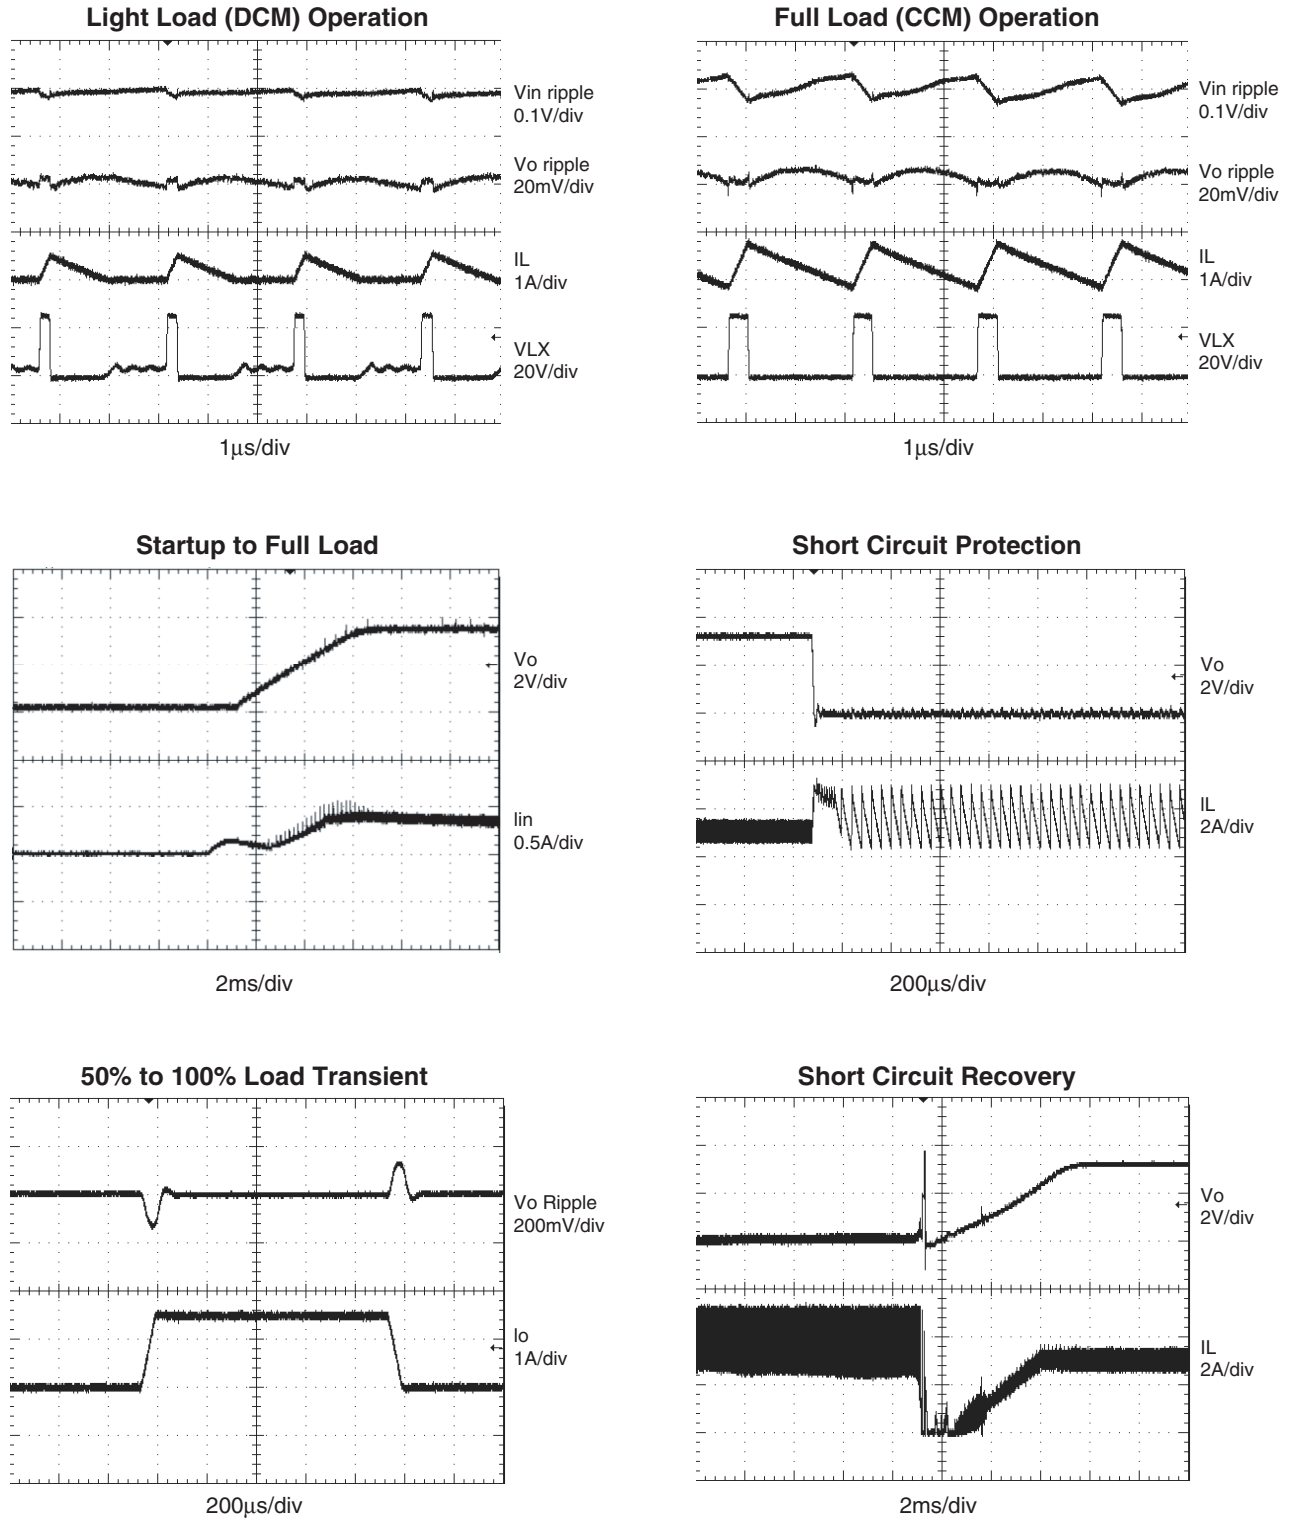 Light Load (DCM) Operation
Vin ripple
0.1V/div
Vo ripple
20mV/div
IL
1A/div
VLX
20V/div
1μs/div
Full Load (CCM) Operation
Vin ripple
0.1V/div
Vo ripple
20mV/div
IL
1A/div
VLX
20V/div
1μs/div
Startup to Full Load
Vo
2V/div
Iin
0.5A/div
2ms/div
Short Circuit Protection
Vo
2V/div
IL
2A/div
200μs/div
50% to 100% Load Transient
Vo Ripple
200mV/div
Io
1A/div
200μs/div
Short Circuit Recovery
Vo
2V/div
IL
2A/div
2ms/div